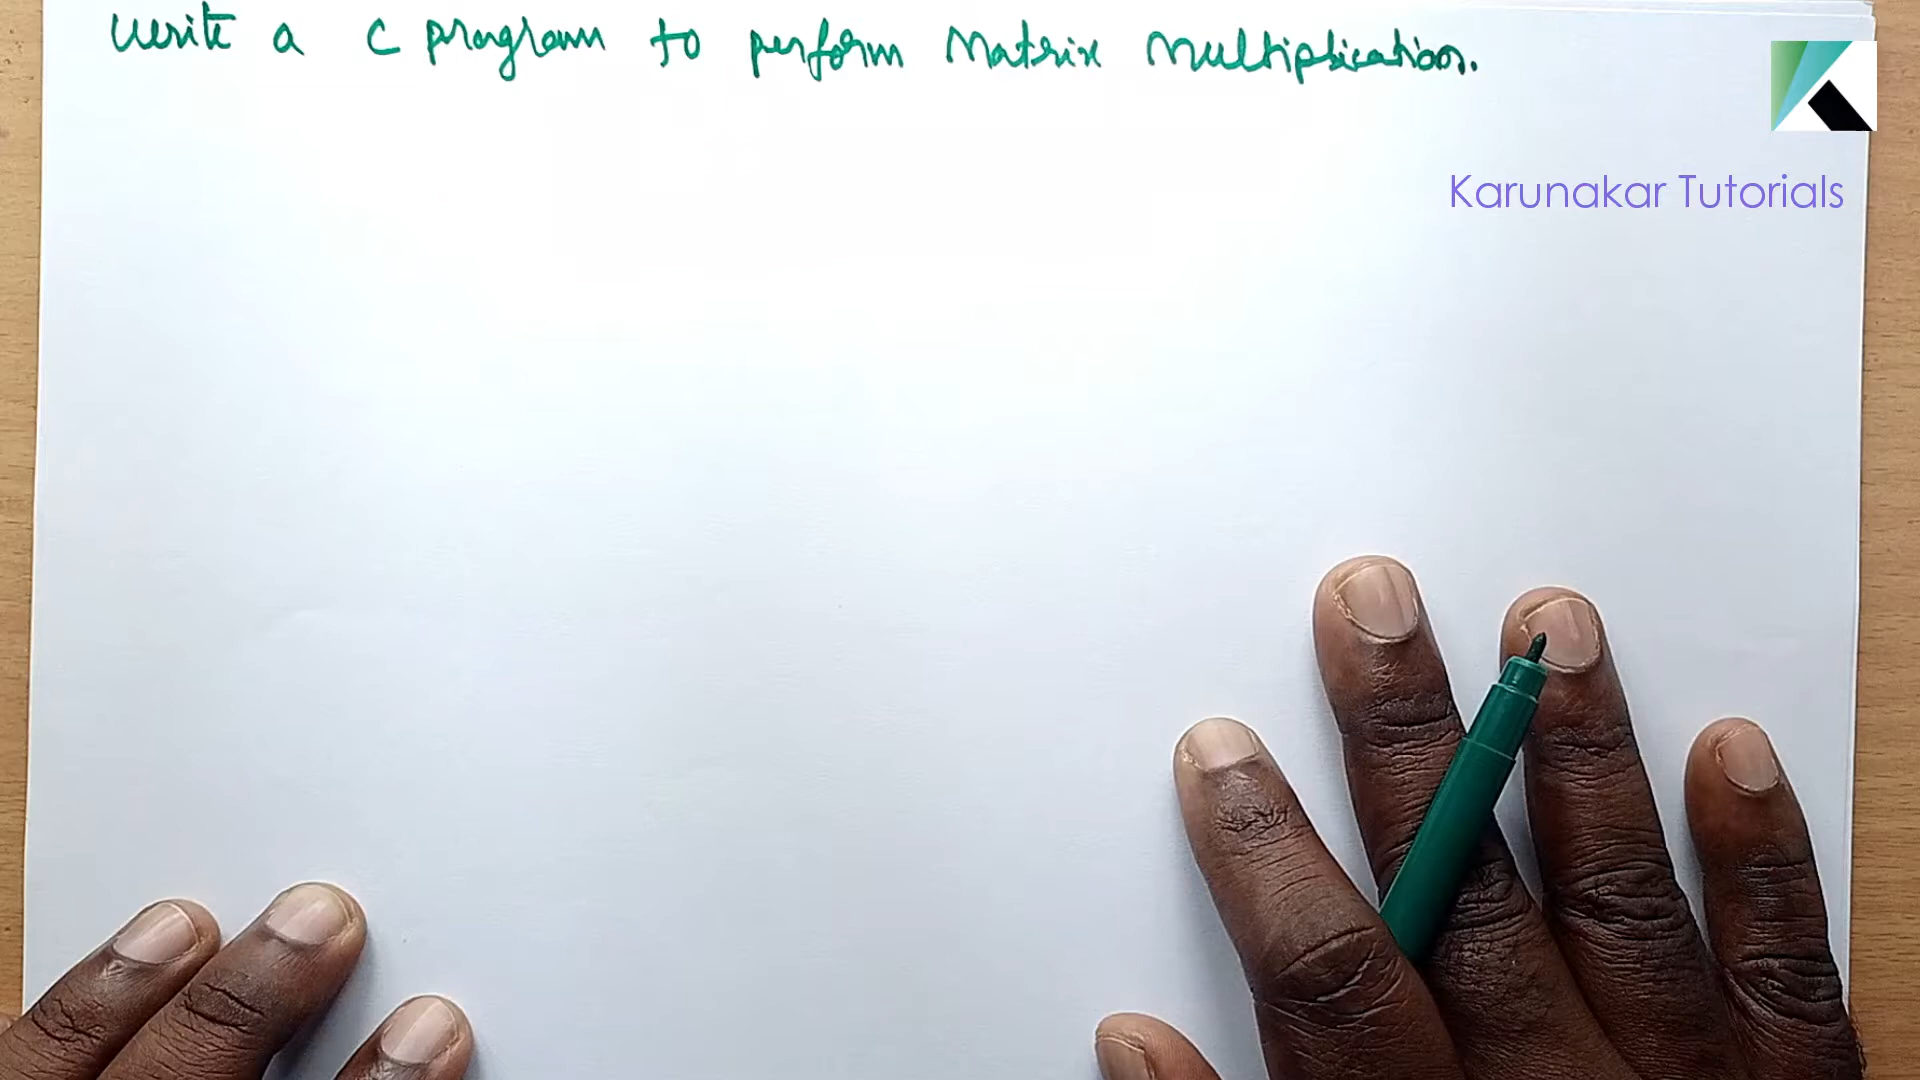 Write a C program to perform Matrix Multiplication.
Karunakar Tutorials